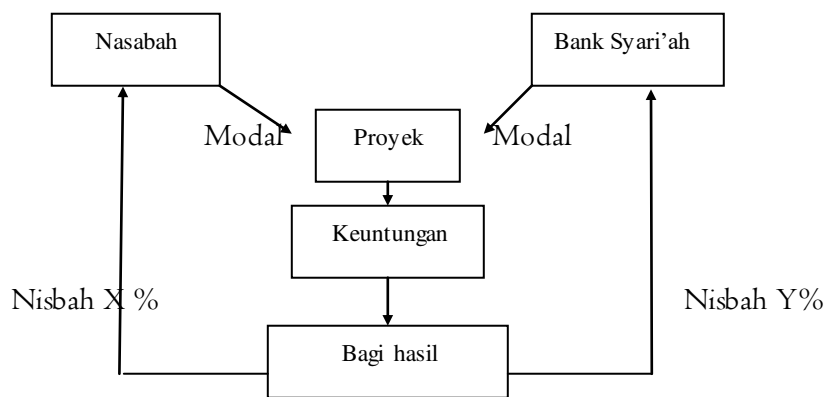 Nasabah
Bank Syari’ah
Modal
Proyek
Modal
Keuntungan
Nisbah X %
Nisbah Y%
Bagi hasil